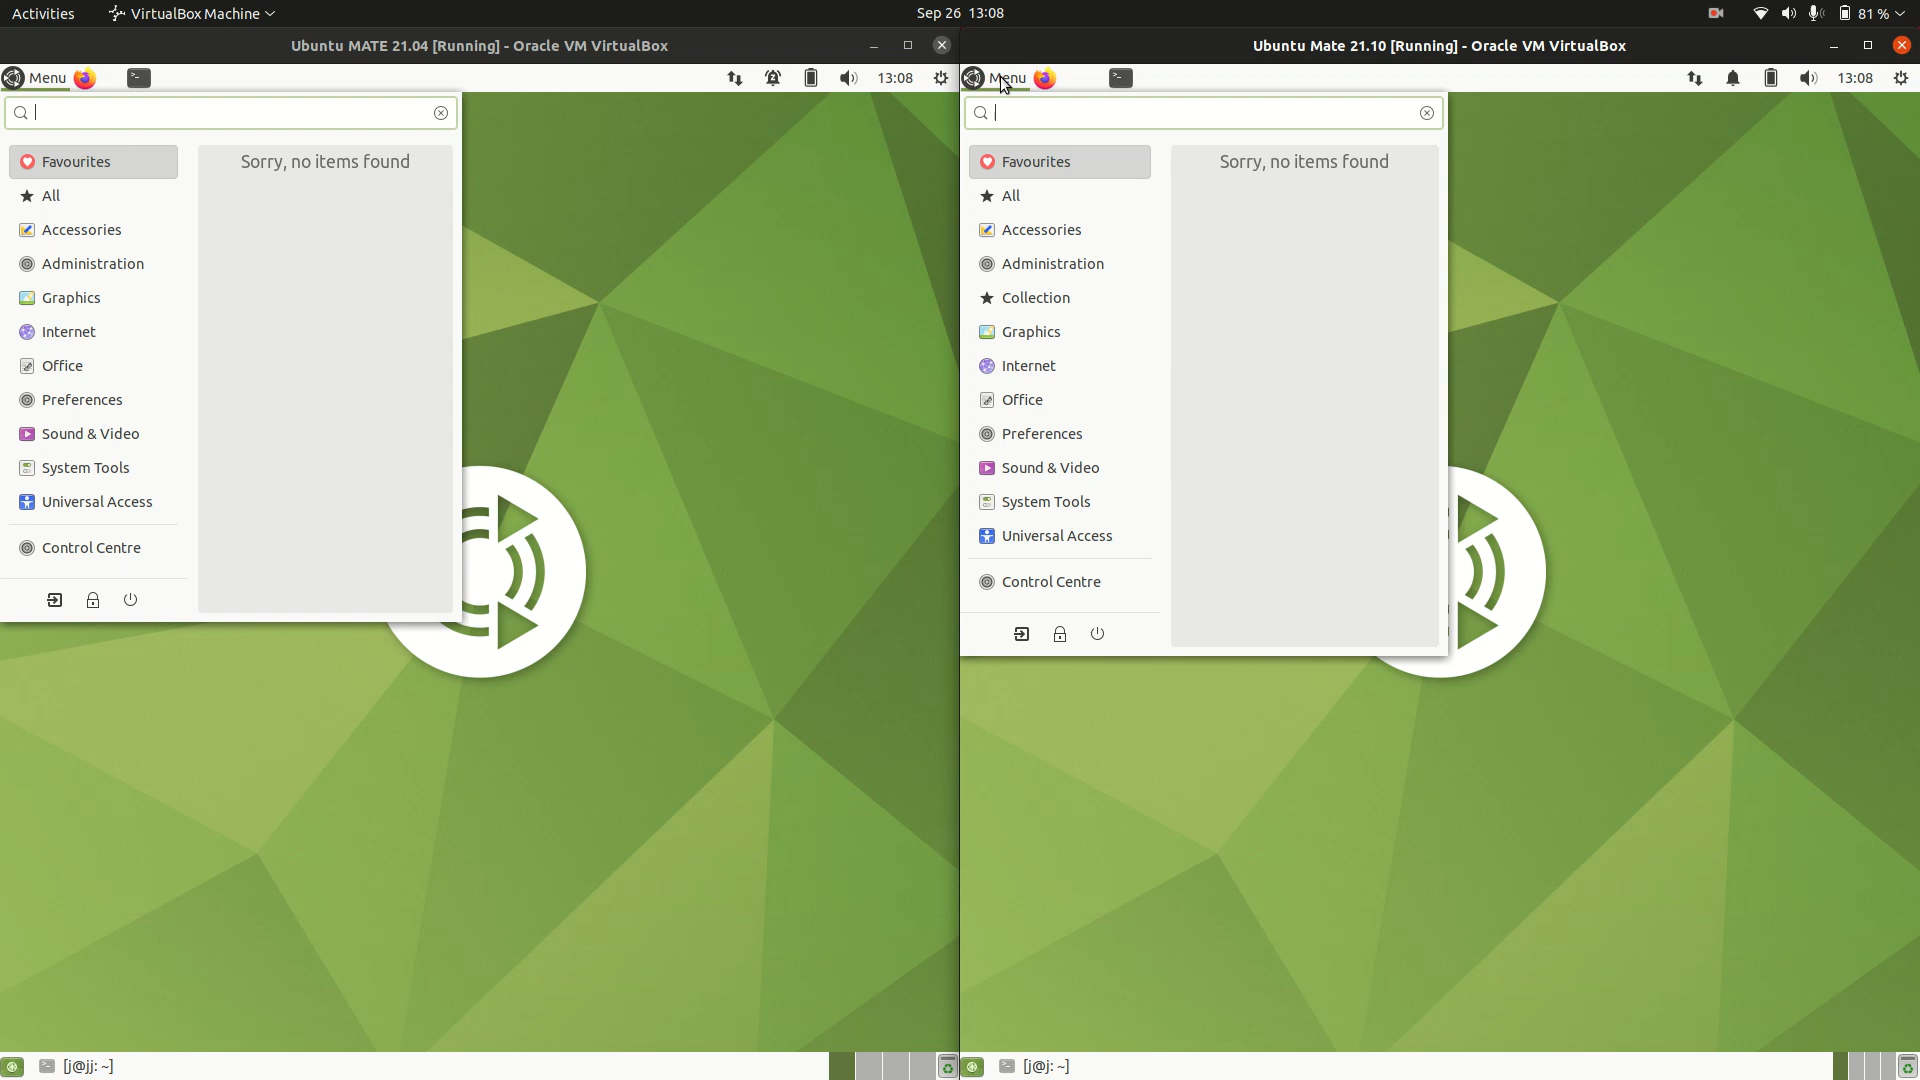 Activities VirtualBox Machine Sep 26 13:08 81 %
Ubuntu MATE 21.04 [Running] - Oracle VM VirtualBox
Menu 13:08
Favourites
Sorry, no items found
All
Accessories
Administration
Graphics
Internet
Office
Preferences
Sound & Video
System Tools
Universal Access
Control Centre
[j@jj: ~]
Ubuntu Mate 21.10 [Running] - Oracle VM VirtualBox
Menu 13:08
Favourites
Sorry, no items found
All
Accessories
Administration
Collection
Graphics
Internet
Office
Preferences
Sound & Video
System Tools
Universal Access
Control Centre
[j@j: ~]